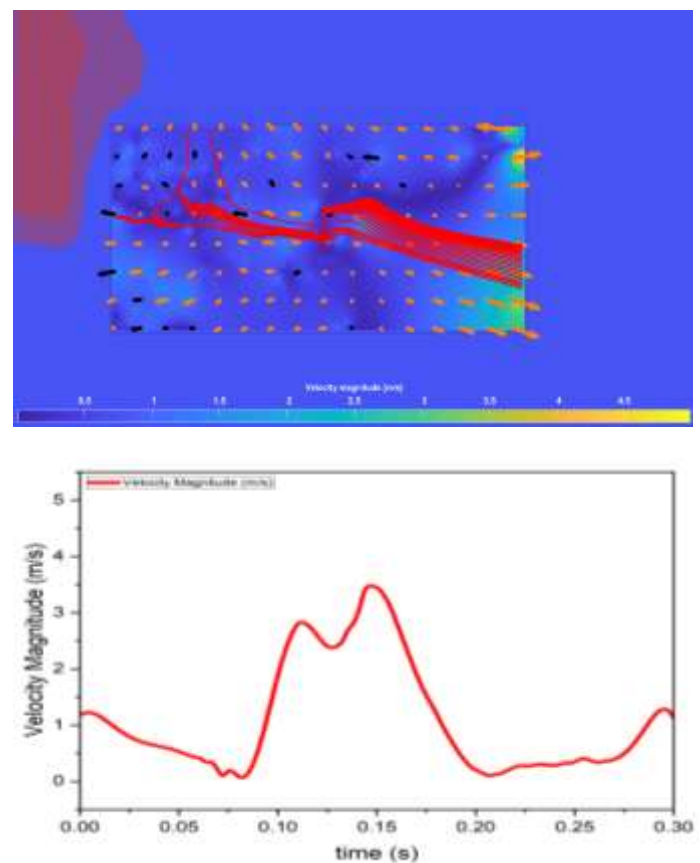 Velocity magnitude [m/s]
0.5 1 1.5 2 2.5 3 3.5 4 4.5
Velocity Magnitude (m/s)
5
4
3
2
1
0
Velocity Magnitude (m/s)
0.00 0.05 0.10 0.15 0.20 0.25 0.30
time (s)